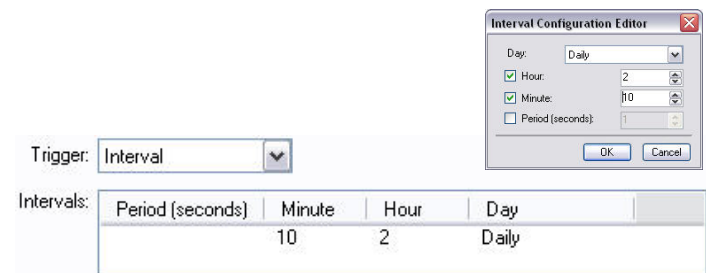 Interval Configuration Editor
Day: Daily
Hour: 2
Minute: 10
Period (seconds): 1
OK Cancel
Trigger: Interval
Intervals: Period (seconds) Minute Hour Day
10 2 Daily